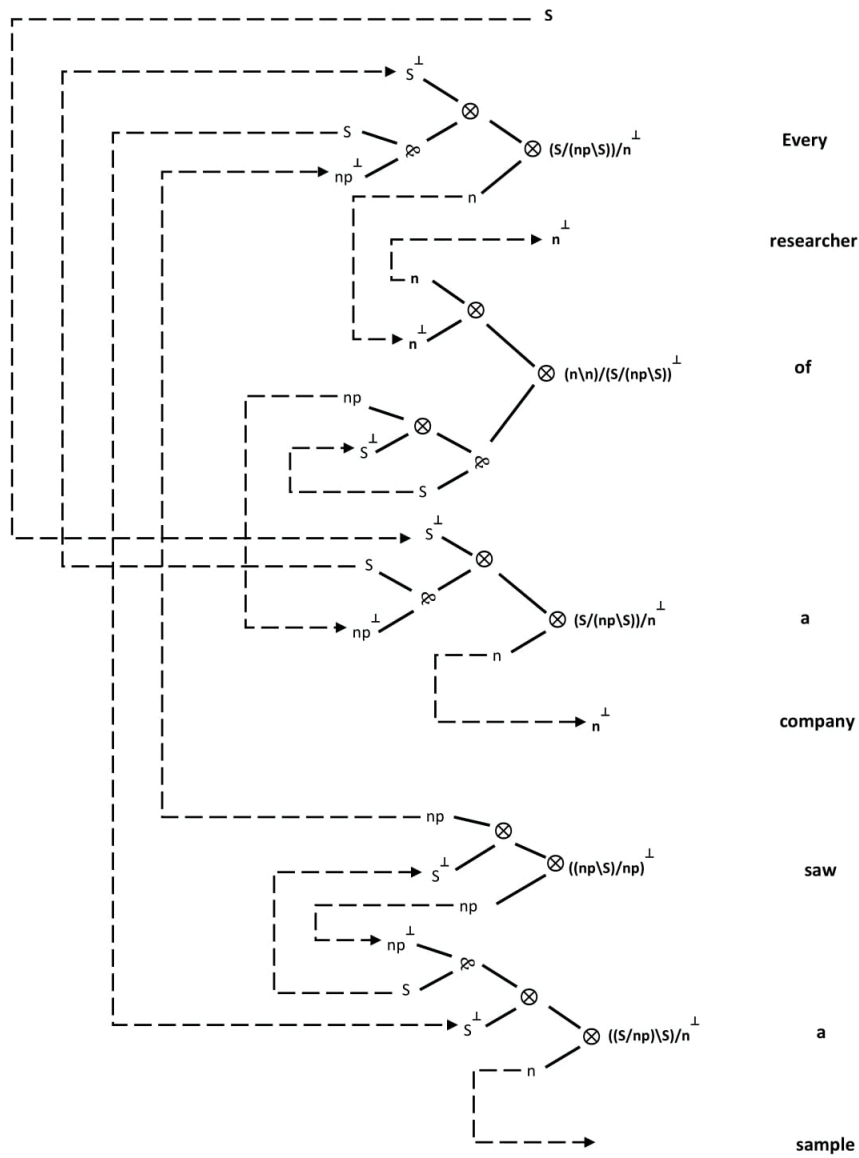 S
S⊥
⊗
S
⅋
⊗ (S/(np\S))/n⊥ Every
np⊥
n
n⊥ researcher
n
⊗
n⊥
⊗ (n\n)/(S/(np\S))⊥ of
np
⊗
S⊥
⅋
S
S⊥
⊗
S
⅋
⊗ (S/(np\S))/n⊥ a
np⊥
n
n⊥ company
np
⊗
⊗ ((np\S)/np)⊥ saw
S⊥
np
np⊥
⅋
S
⊗
S⊥
⊗ ((S/np)\S)/n⊥ a
n
sample